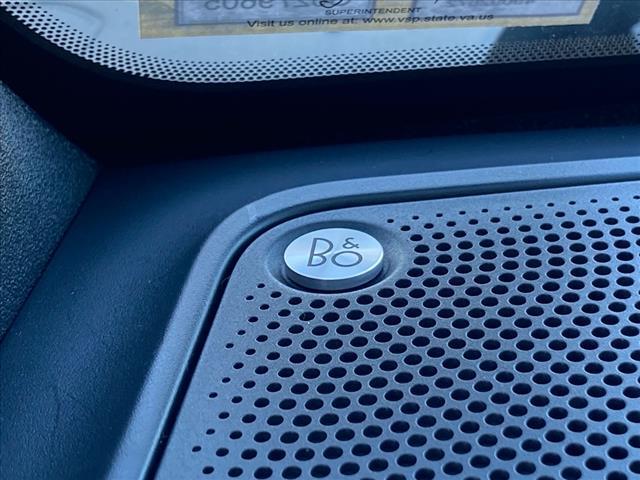 SUPERINTENDENT
Visit us online at: www.vsp.state.va.us
B&O